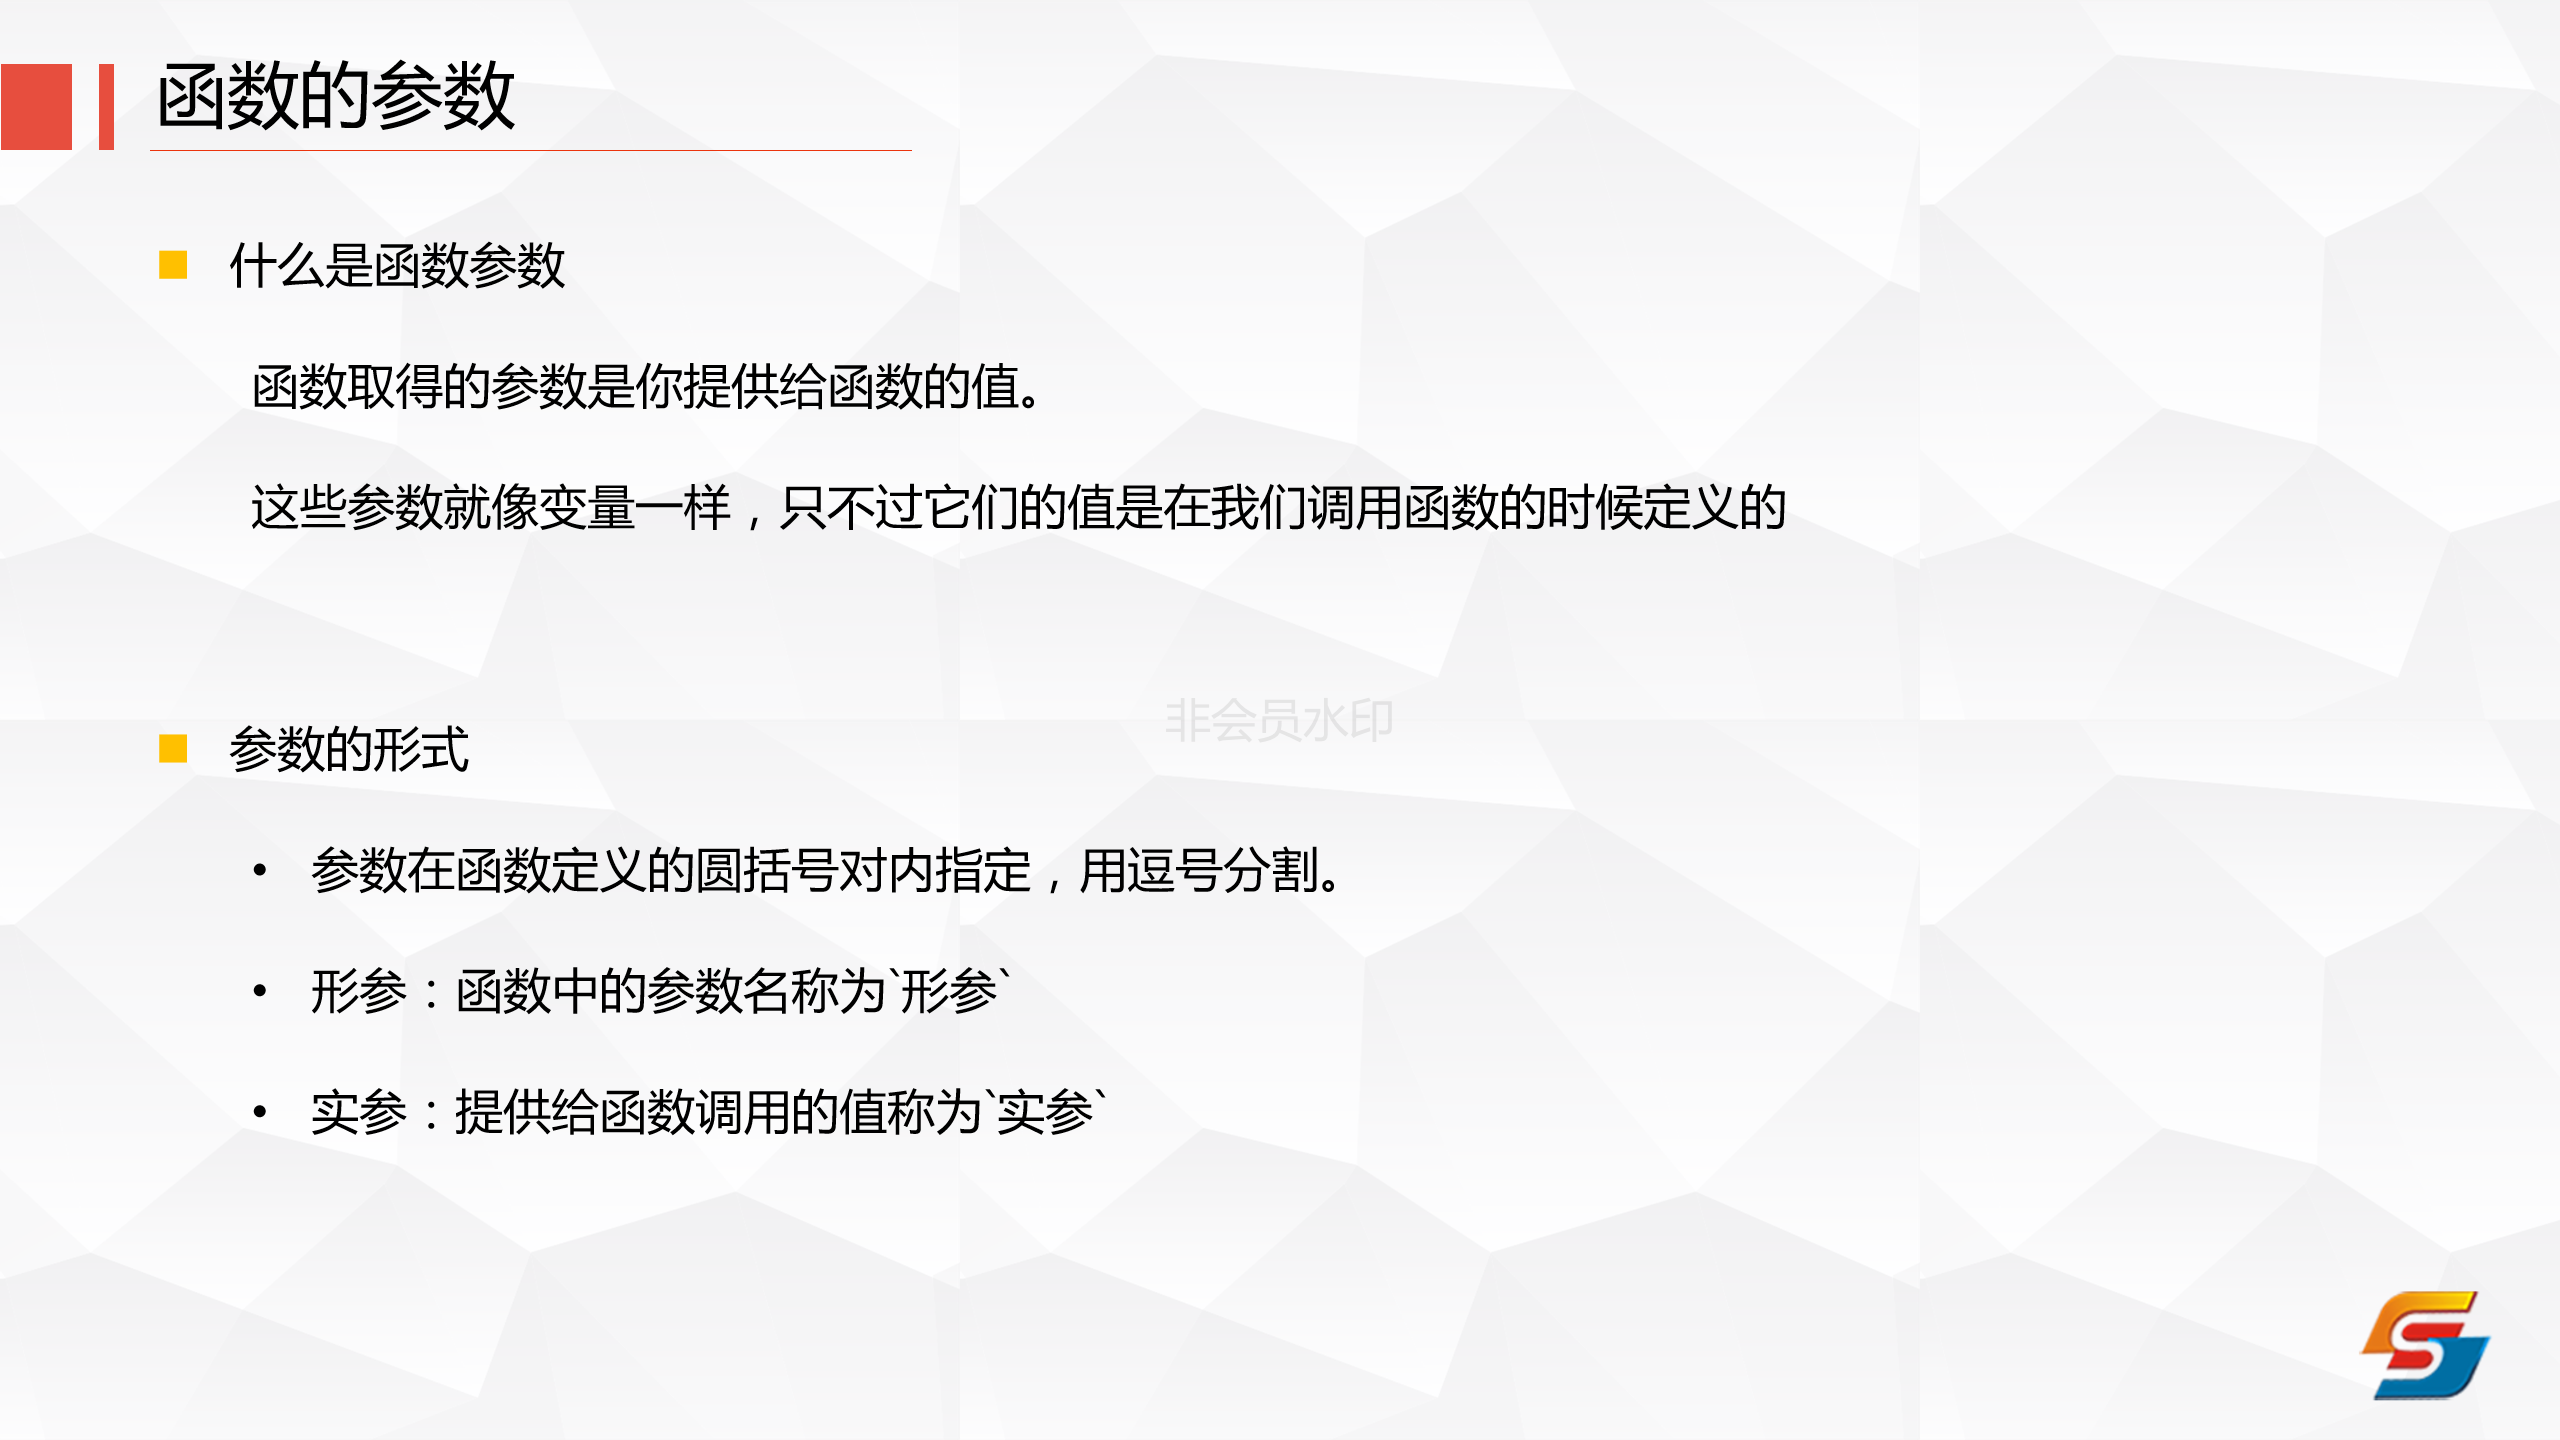 函数的参数
什么是函数参数
函数取得的参数是你提供给函数的值。
这些参数就像变量一样，只不过它们的值是在我们调用函数的时候定义的
非会员水印
参数的形式
• 参数在函数定义的圆括号对内指定，用逗号分割。
• 形参：函数中的参数名称为`形参`
• 实参：提供给函数调用的值称为`实参`